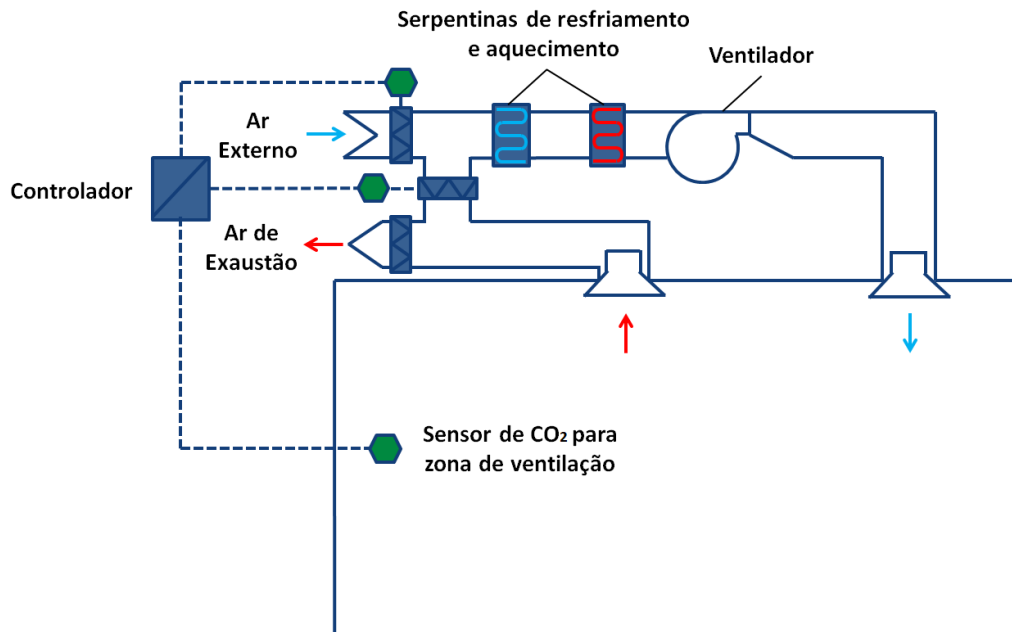 Serpentinas de resfriamento
e aquecimento
Ventilador
Ar
Externo
Controlador
Ar de
Exaustão
Sensor de CO₂ para
zona de ventilação